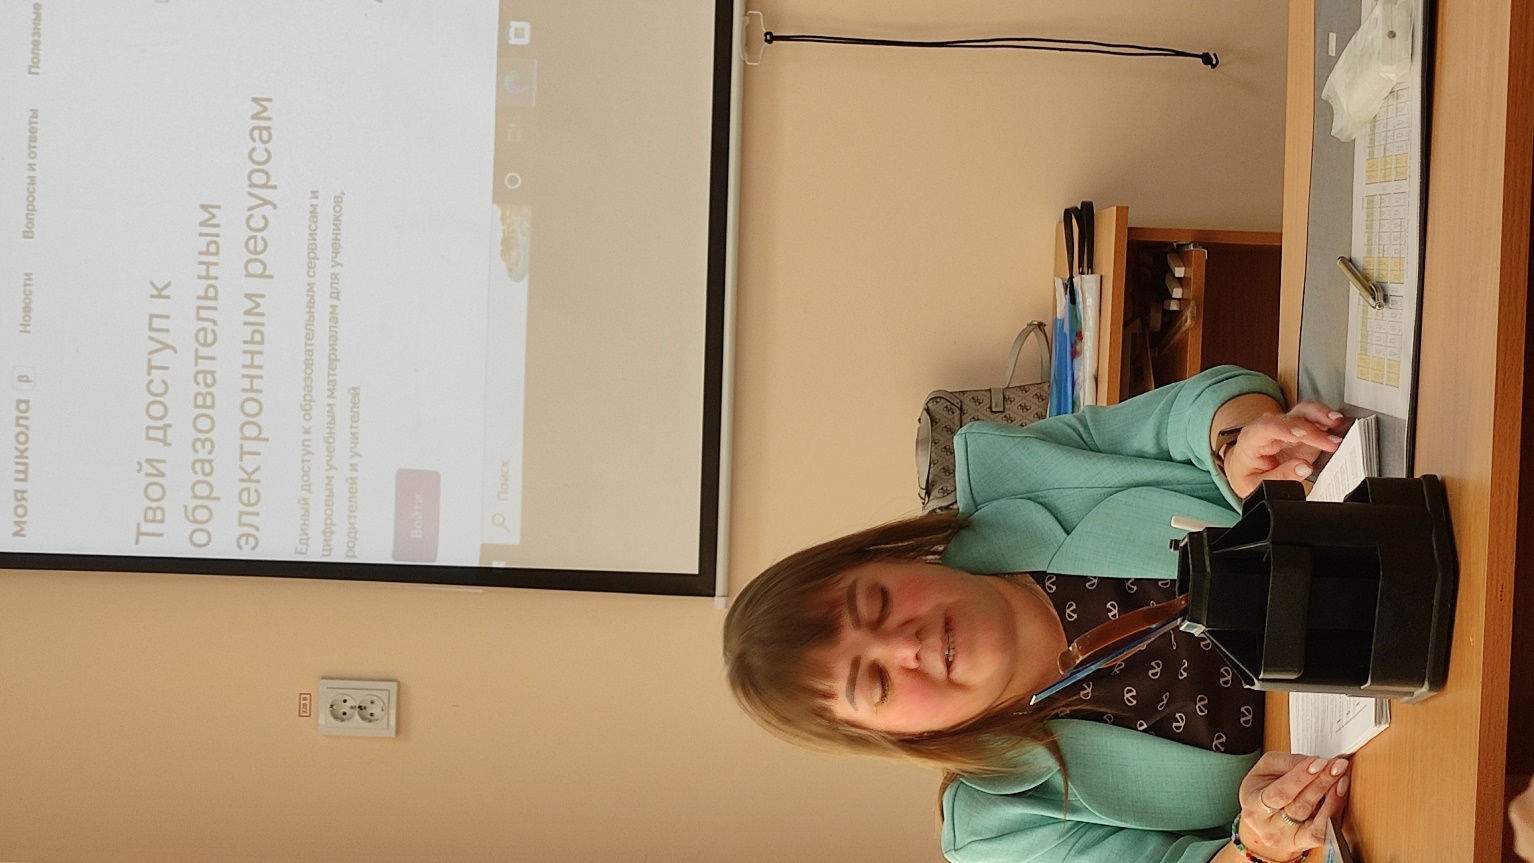 моя школа β Новости Вопросы и ответы Полезные
Твой доступ к
образовательным
электронным ресурсам
Единый доступ к образовательным сервисам и
цифровым учебным материалам для учеников,
родителей и учителей
Войти
Поиск
220 В